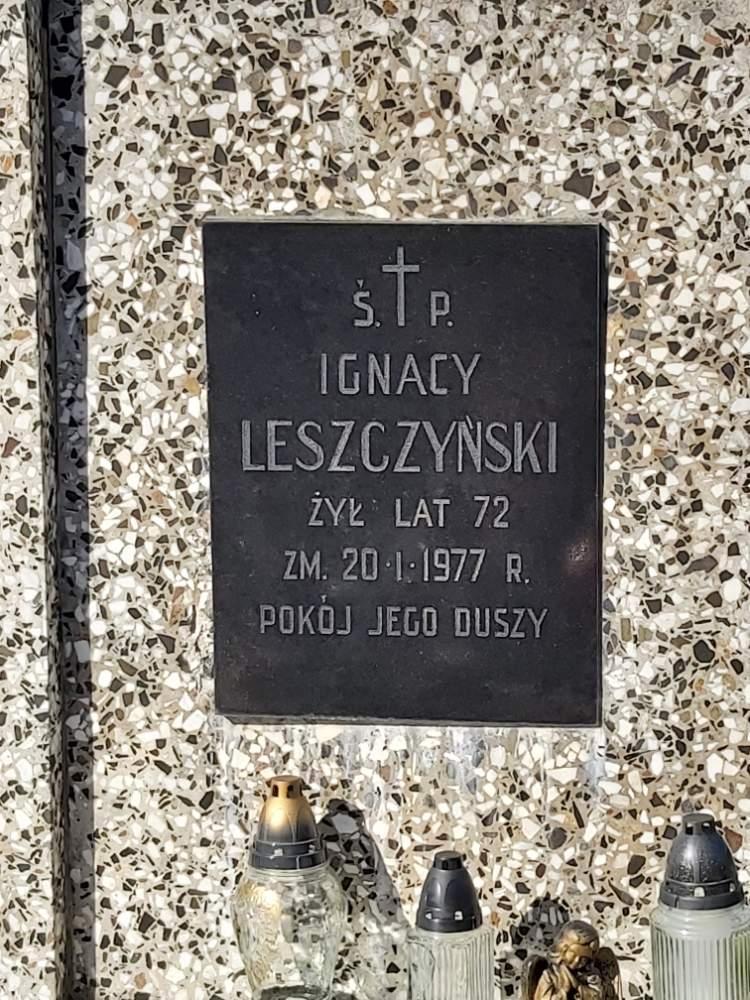 Ś. † P.
IGNACY
LESZCZYŃSKI
ŻYŁ LAT 72
ZM. 20·I·1977 R.
POKÓJ JEGO DUSZY